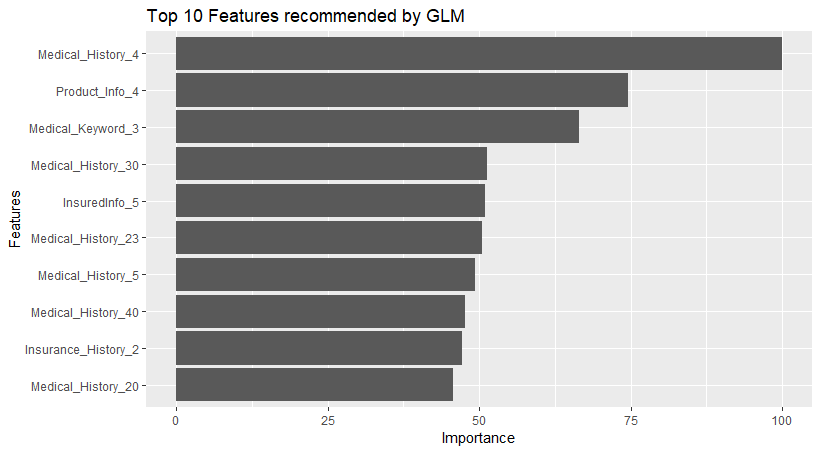 Top 10 Features recommended by GLM
Features
Medical_History_4
Product_Info_4
Medical_Keyword_3
Medical_History_30
InsuredInfo_5
Medical_History_23
Medical_History_5
Medical_History_40
Insurance_History_2
Medical_History_20
0 25 50 75 100
Importance